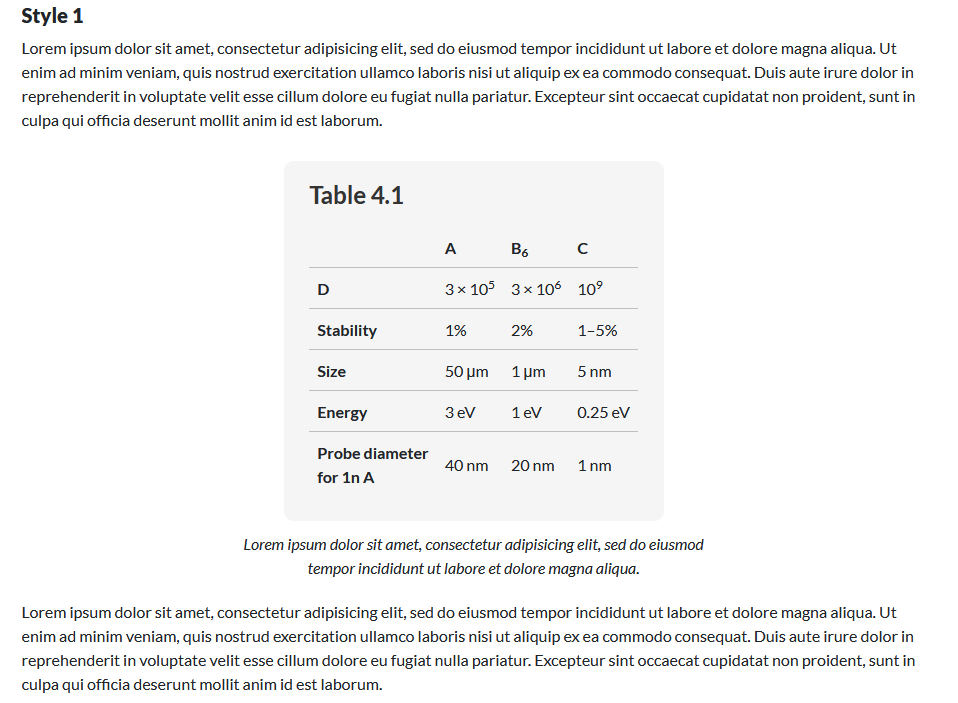 Style 1
Lorem ipsum dolor sit amet, consectetur adipisicing elit, sed do eiusmod tempor incididunt ut labore et dolore magna aliqua. Ut
enim ad minim veniam, quis nostrud exercitation ullamco laboris nisi ut aliquip ex ea commodo consequat. Duis aute irure dolor in
reprehenderit in voluptate velit esse cillum dolore eu fugiat nulla pariatur. Excepteur sint occaecat cupidatat non proident, sunt in
culpa qui officia deserunt mollit anim id est laborum.
Table 4.1
A B₆ C
D 3 × 10⁵ 3 × 10⁶ 10⁹
Stability 1% 2% 1–5%
Size 50 μm 1 μm 5 nm
Energy 3 eV 1 eV 0.25 eV
Probe diameter
for 1n A 40 nm 20 nm 1 nm
Lorem ipsum dolor sit amet, consectetur adipisicing elit, sed do eiusmod
tempor incididunt ut labore et dolore magna aliqua.
Lorem ipsum dolor sit amet, consectetur adipisicing elit, sed do eiusmod tempor incididunt ut labore et dolore magna aliqua. Ut
enim ad minim veniam, quis nostrud exercitation ullamco laboris nisi ut aliquip ex ea commodo consequat. Duis aute irure dolor in
reprehenderit in voluptate velit esse cillum dolore eu fugiat nulla pariatur. Excepteur sint occaecat cupidatat non proident, sunt in
culpa qui officia deserunt mollit anim id est laborum.